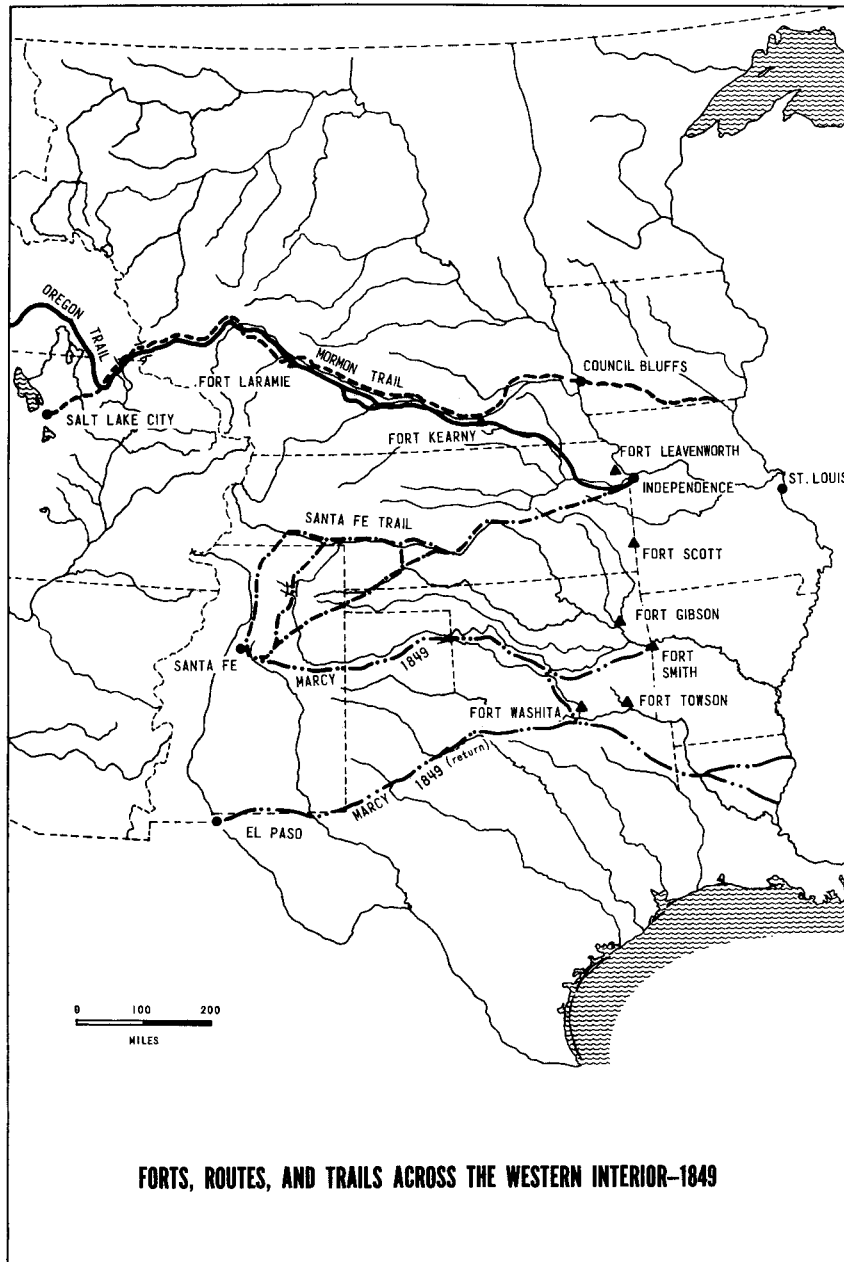 OREGON TRAIL
MORMON TRAIL
FORT LARAMIE
COUNCIL BLUFFS
SALT LAKE CITY
FORT KEARNY
FORT LEAVENWORTH
INDEPENDENCE
ST. LOUIS
SANTA FE TRAIL
FORT SCOTT
FORT GIBSON
SANTA FE
MARCY 1849
FORT
SMITH
FORT WASHITA
FORT TOWSON
MARCY 1849 (return)
EL PASO
0 100 200
MILES
FORTS, ROUTES, AND TRAILS ACROSS THE WESTERN INTERIOR–1849